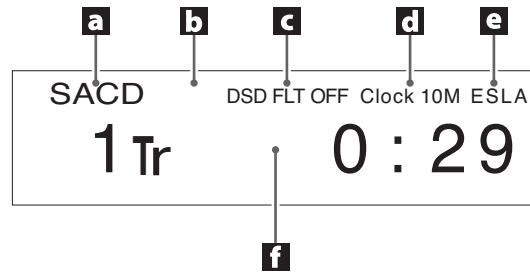 a b c d e
SACD DSD FLT OFF Clock 10M ESLA
1 Tr 0 : 29
f